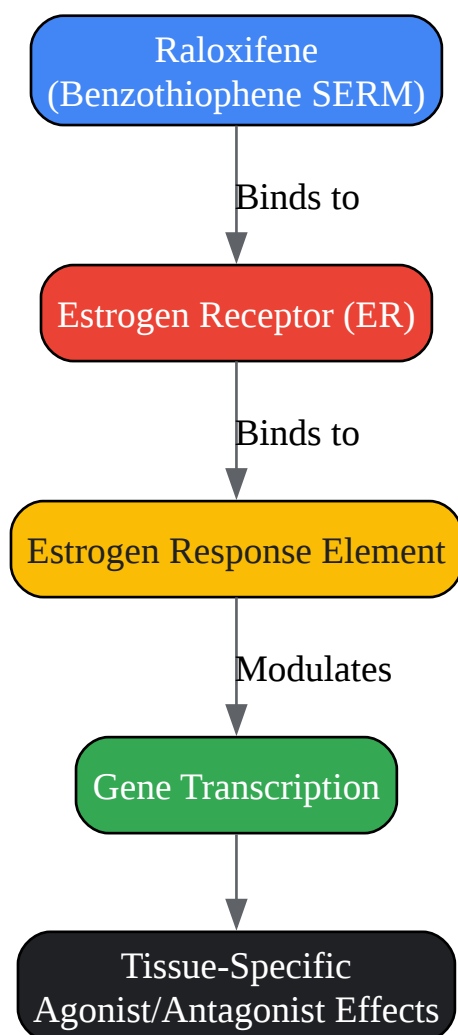 Raloxifene
(Benzothiophene SERM)
Binds to
Estrogen Receptor (ER)
Binds to
Estrogen Response Element
Modulates
Gene Transcription
Tissue-Specific
Agonist/Antagonist Effects